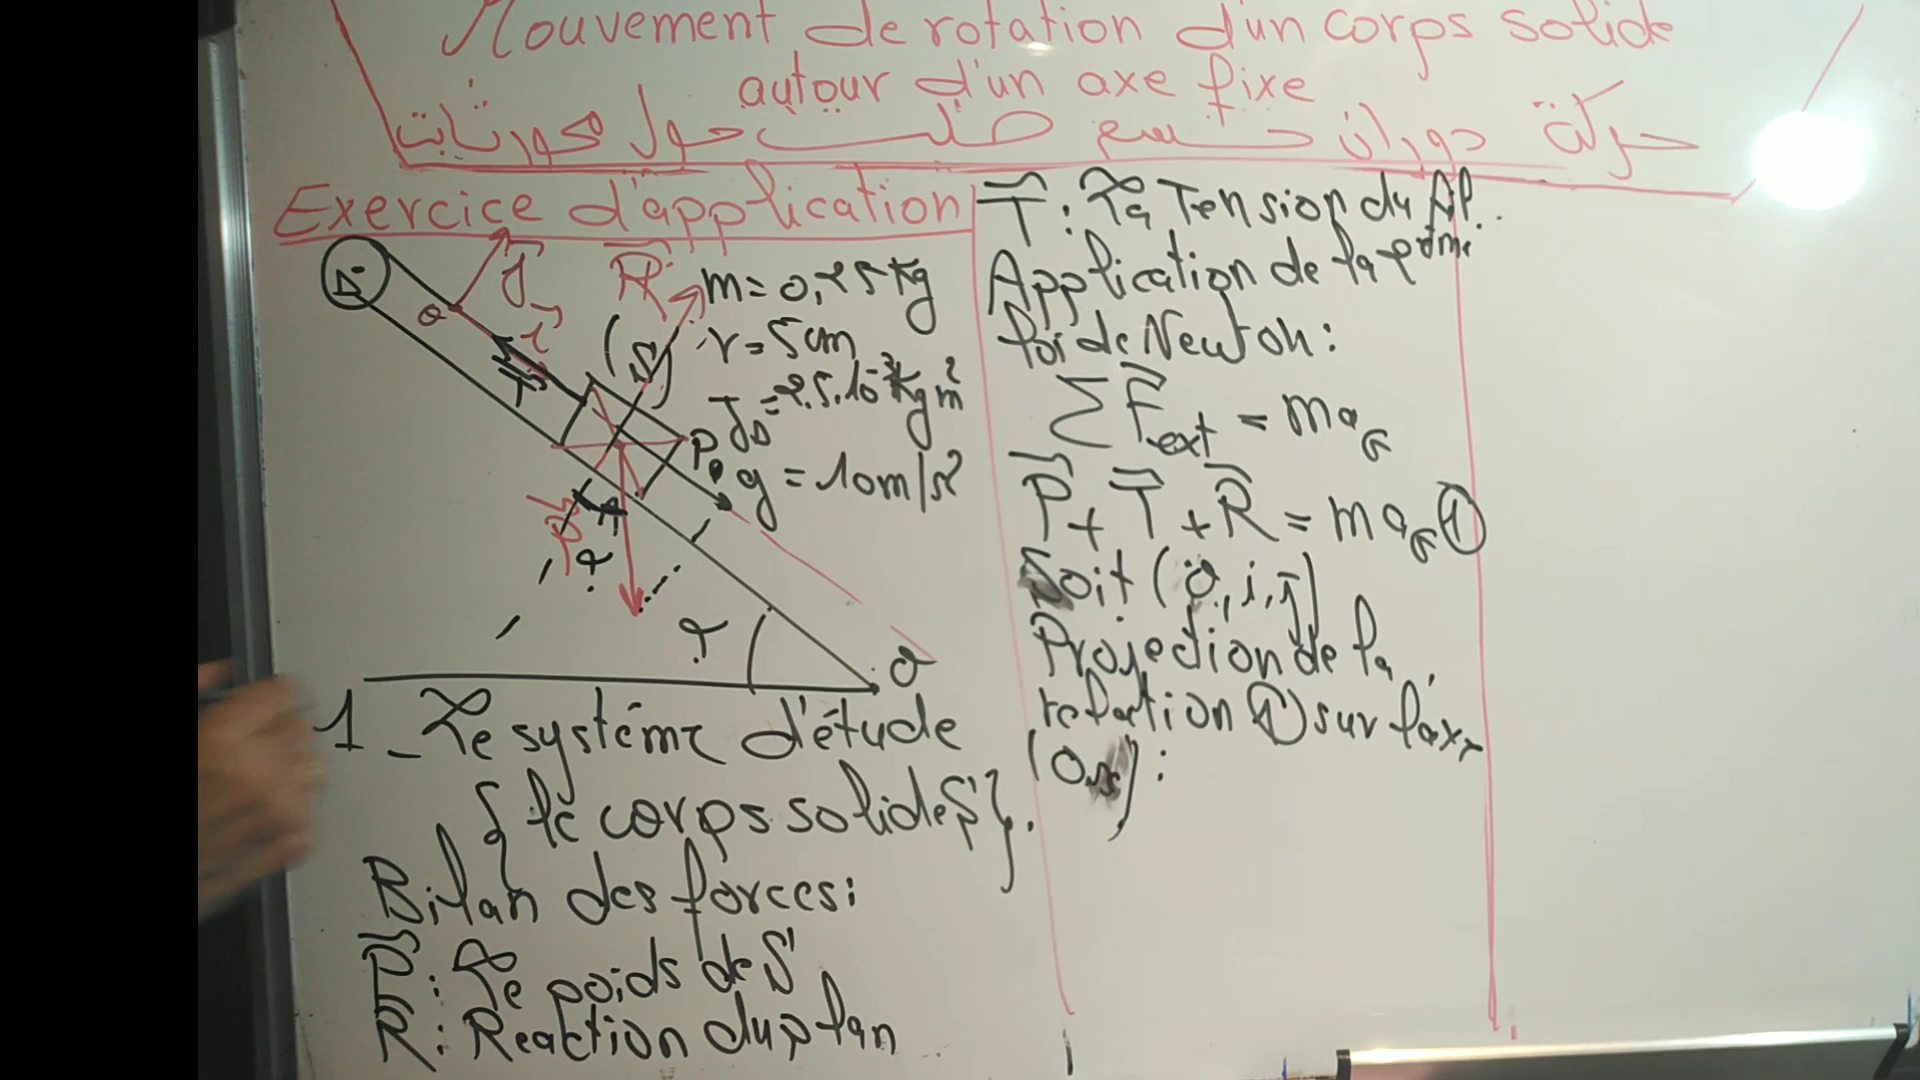 Mouvement de rotation d'un corps solide
autour d'un axe fixe
حركة دوران جسم صلب حول محور ثابت
Exercice d'application
Δ
O
j
i
T
R
(S)
P
α
α
O
m = 0,25 Kg
r = 5 cm
J_Δ = 2.5.10⁻³ Kg m²
g = 10 m/s²
1 _ Le système d'étude
{le corps solide S}.
Bilan des forces:
P : Le poids de S
R : Reaction du plan
T : La Tension du fil.
Application de la 2ème
loi de Newton :
Σ F ext = m a_G
P + T + R = m a_G ①
Soit (O, i, j)
Projection de la
relation ① sur l'axe
(Ox) :